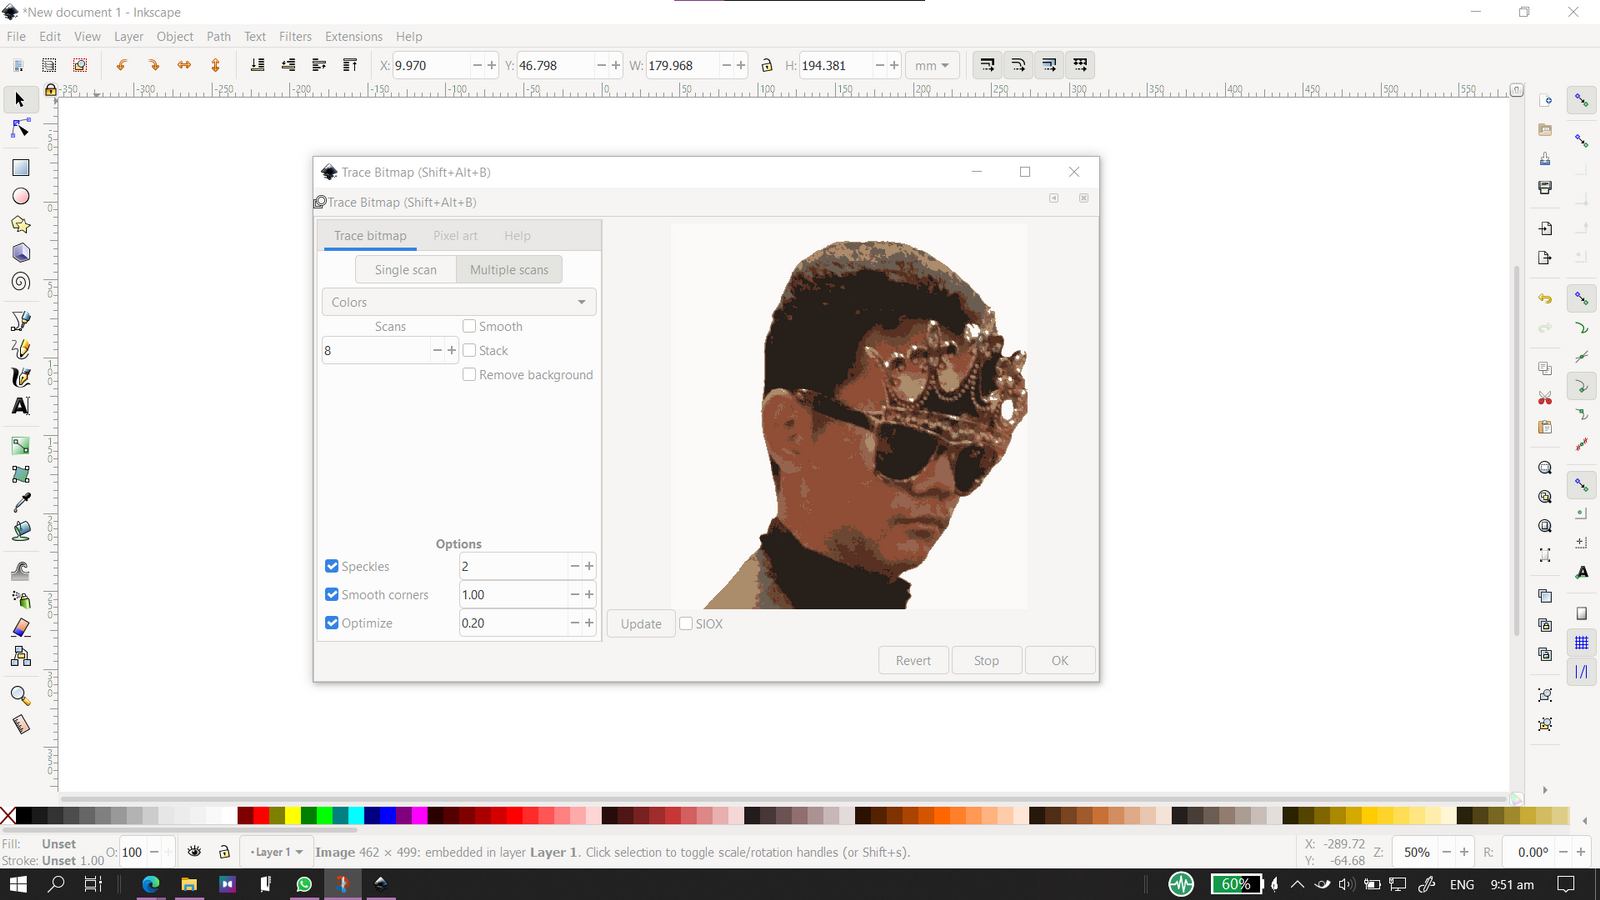 *New document 1 - Inkscape
File Edit View Layer Object Path Text Filters Extensions Help
X: 9.970 Y: 46.798 W: 179.968 H: 194.381 mm
-350 -300 -250 -200 -150 -100 -50 0 50 100 150 200 250 300 350 400 450 500 550
Trace Bitmap (Shift+Alt+B)
Trace Bitmap (Shift+Alt+B)
Trace bitmap Pixel art Help
Single scan Multiple scans
Colors
Scans Smooth
8 Stack
Remove background
Options
Speckles 2
Smooth corners 1.00
Optimize 0.20
Update SIOX
Revert Stop OK
Fill: Unset
Stroke: Unset 1.00
O: 100
•Layer 1
Image 462 × 499: embedded in layer Layer 1. Click selection to toggle scale/rotation handles (or Shift+s).
X: -289.72
Y: -64.68
Z: 50% R: 0.00°
60% ENG 9:51 am